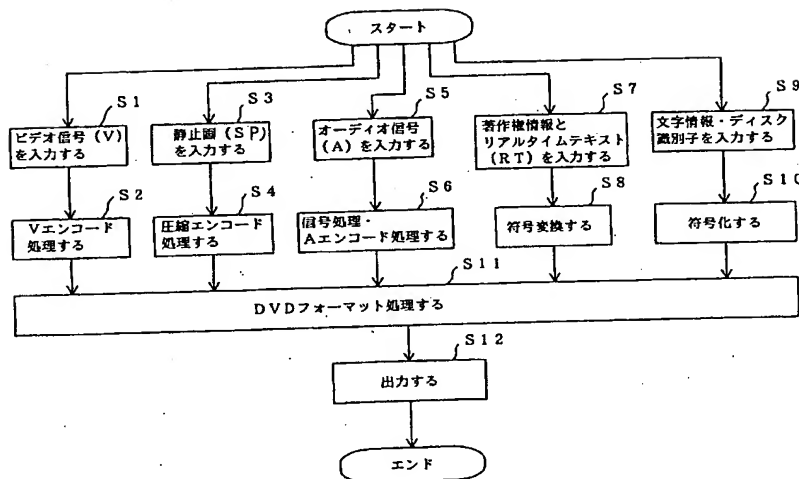 スタート
S1
ビデオ信号(V)
を入力する
S3
静止画(SP)
を入力する
S5
オーディオ信号
(A)を入力する
S7
著作権情報と
リアルタイムテキスト
(RT)を入力する
S9
文字情報・ディスク
識別子を入力する
S2
Vエンコード
処理する
S4
圧縮エンコード
処理する
S6
信号処理・
Aエンコード処理する
S8
符号変換する
S10
符号化する
S11
DVDフォーマット処理する
S12
出力する
エンド